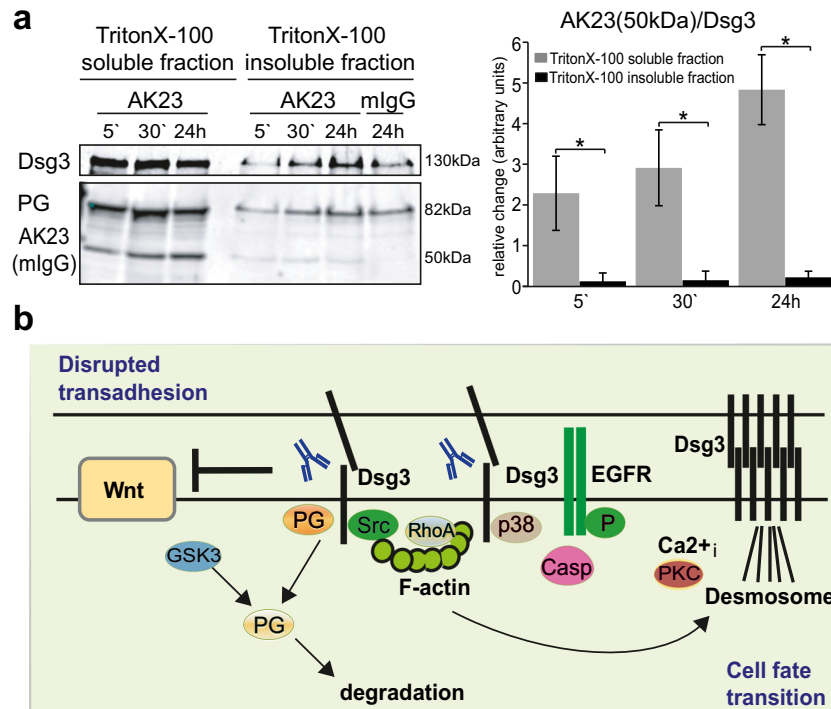 a
TritonX-100 soluble fraction
TritonX-100 insoluble fraction
AK23
AK23
mIgG
5` 30` 24h
5` 30` 24h
24h
Dsg3
130kDa
PG
82kDa
AK23
(mIgG)
50kDa
AK23(50kDa)/Dsg3
relative change (arbitrary units)
6
5
4
3
2
1
0
TritonX-100 soluble fraction
TritonX-100 insoluble fraction
*
*
*
5` 30` 24h
b
Disrupted
transadhesion
Wnt
Dsg3
Dsg3
EGFR
Dsg3
PG
Src
RhoA
p38
P
GSK3
F-actin
Casp
Ca2+i
PKC
Desmosome
PG
degradation
Cell fate
transition